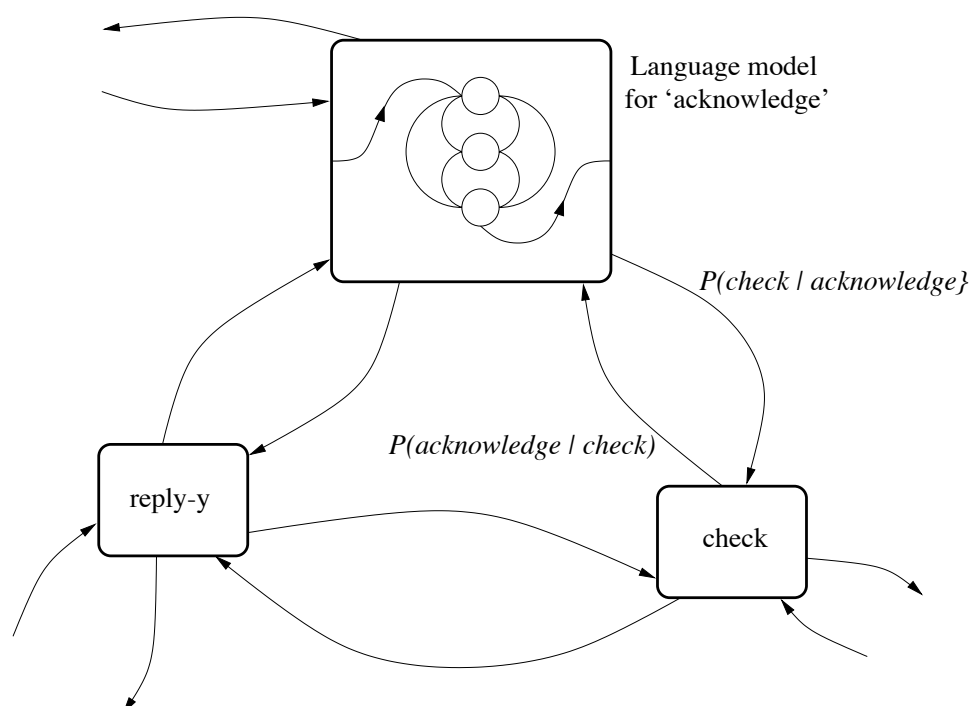 Language model
for ‘acknowledge’
P(check | acknowledge}
P(acknowledge | check)
reply-y
check